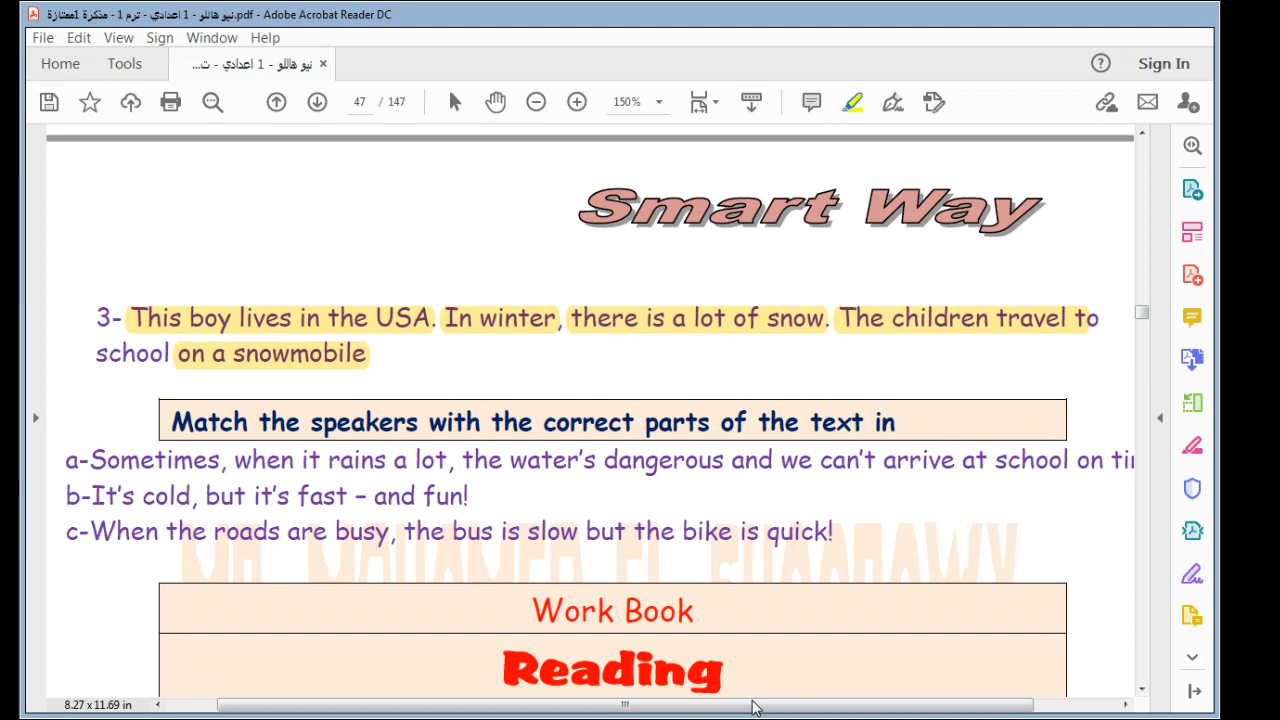 نيو هاللو - 1 اعدادي - ترم 1 - مذكرة 1ممتازة.pdf - Adobe Acrobat Reader DC
File Edit View Sign Window Help
Home Tools نيو هاللو - 1 اعدادي - ت... × ? Sign In
47 / 147 150%
Smart Way
3- This boy lives in the USA. In winter, there is a lot of snow. The children travel to
school on a snowmobile
Match the speakers with the correct parts of the text in
a-Sometimes, when it rains a lot, the water's dangerous and we can't arrive at school on
b-It's cold, but it's fast – and fun!
c-When the roads are busy, the bus is slow but the bike is quick!
Work Book
Reading
8.27 x 11.69 in